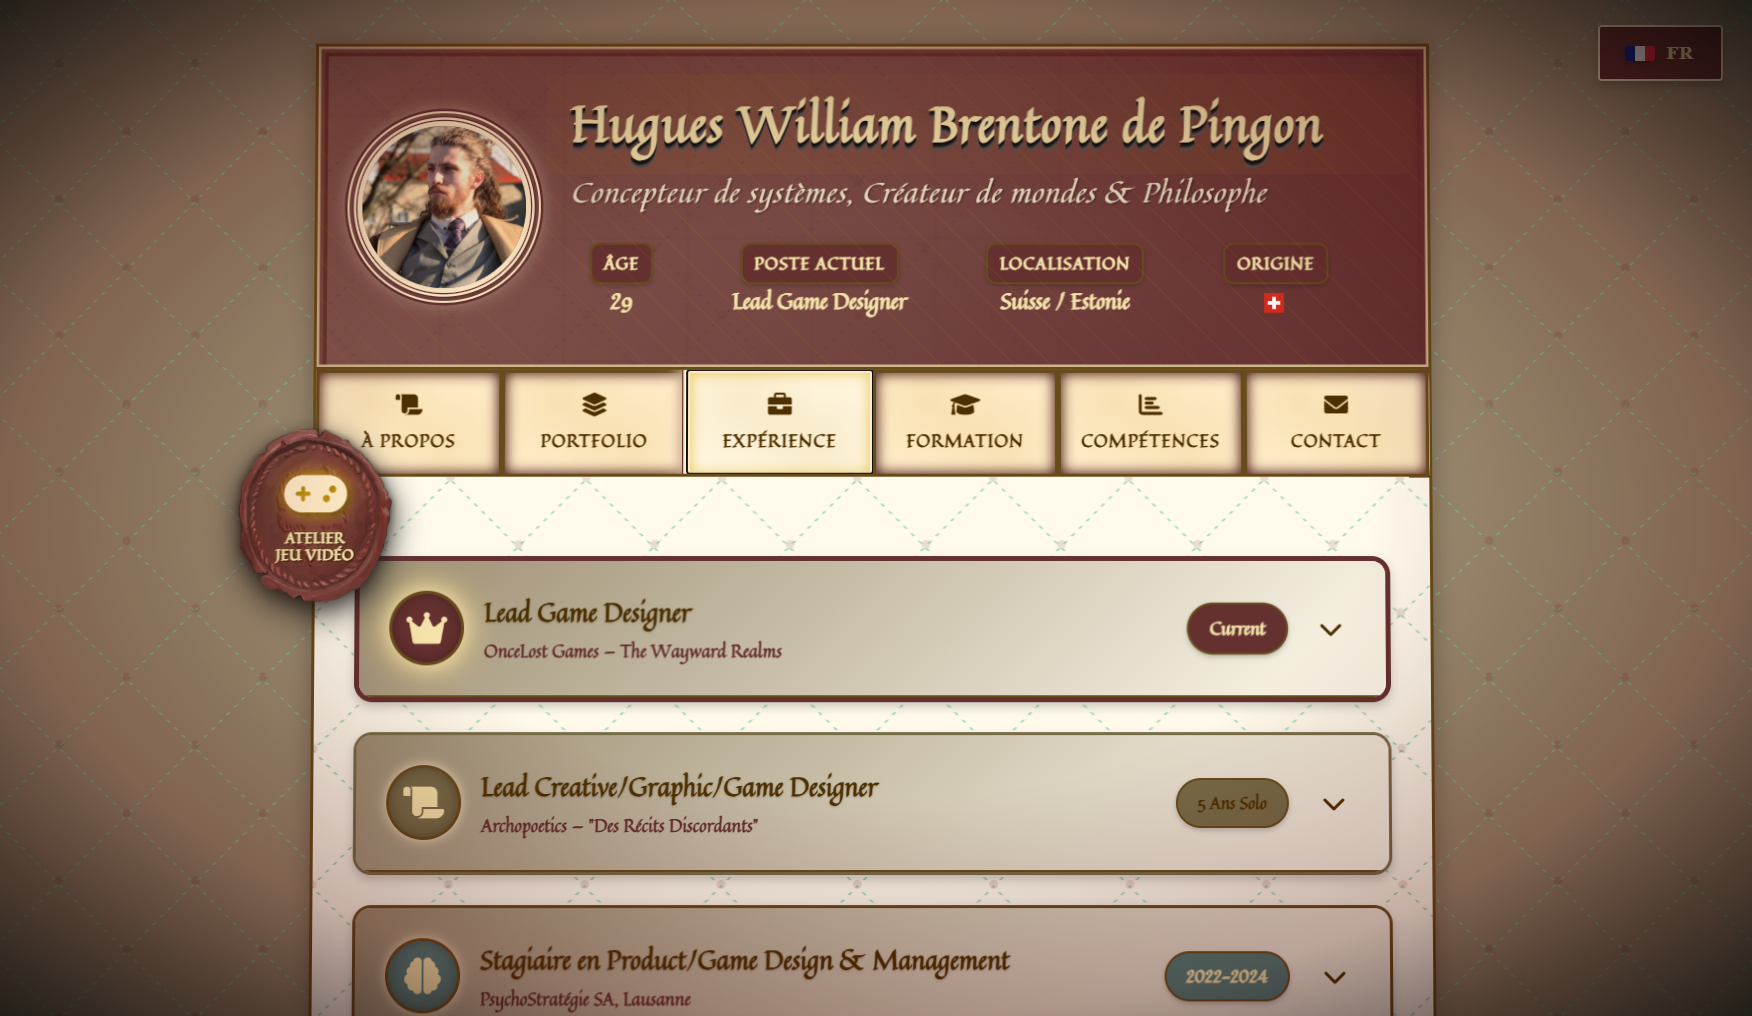 FR
Hugues William Brentone de Pingon
Concepteur de systèmes, Créateur de mondes & Philosophe
ÂGE
29
POSTE ACTUEL
Lead Game Designer
LOCALISATION
Suisse / Estonie
ORIGINE
À PROPOS
PORTFOLIO
EXPÉRIENCE
FORMATION
COMPÉTENCES
CONTACT
ATELIER
JEU VIDÉO
Lead Game Designer
OnceLost Games – The Wayward Realms
Current
Lead Creative/Graphic/Game Designer
Archopoetics – "Des Récits Discordants"
5 Ans Solo
Stagiaire en Product/Game Design & Management
PsychoStratégie SA, Lausanne
2022-2024